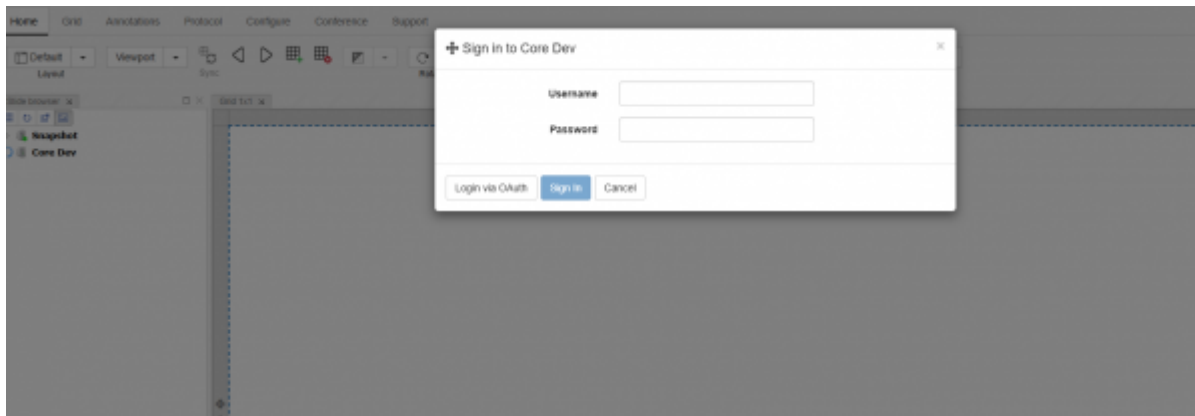 Home Grid Annotations Protocol Configure Conference Support
Default Viewport
Layout Sync
Slide browser Grid 1x1
Snapshot
Core Dev
Sign in to Core Dev
Username
Password
Login via OAuth Sign In Cancel